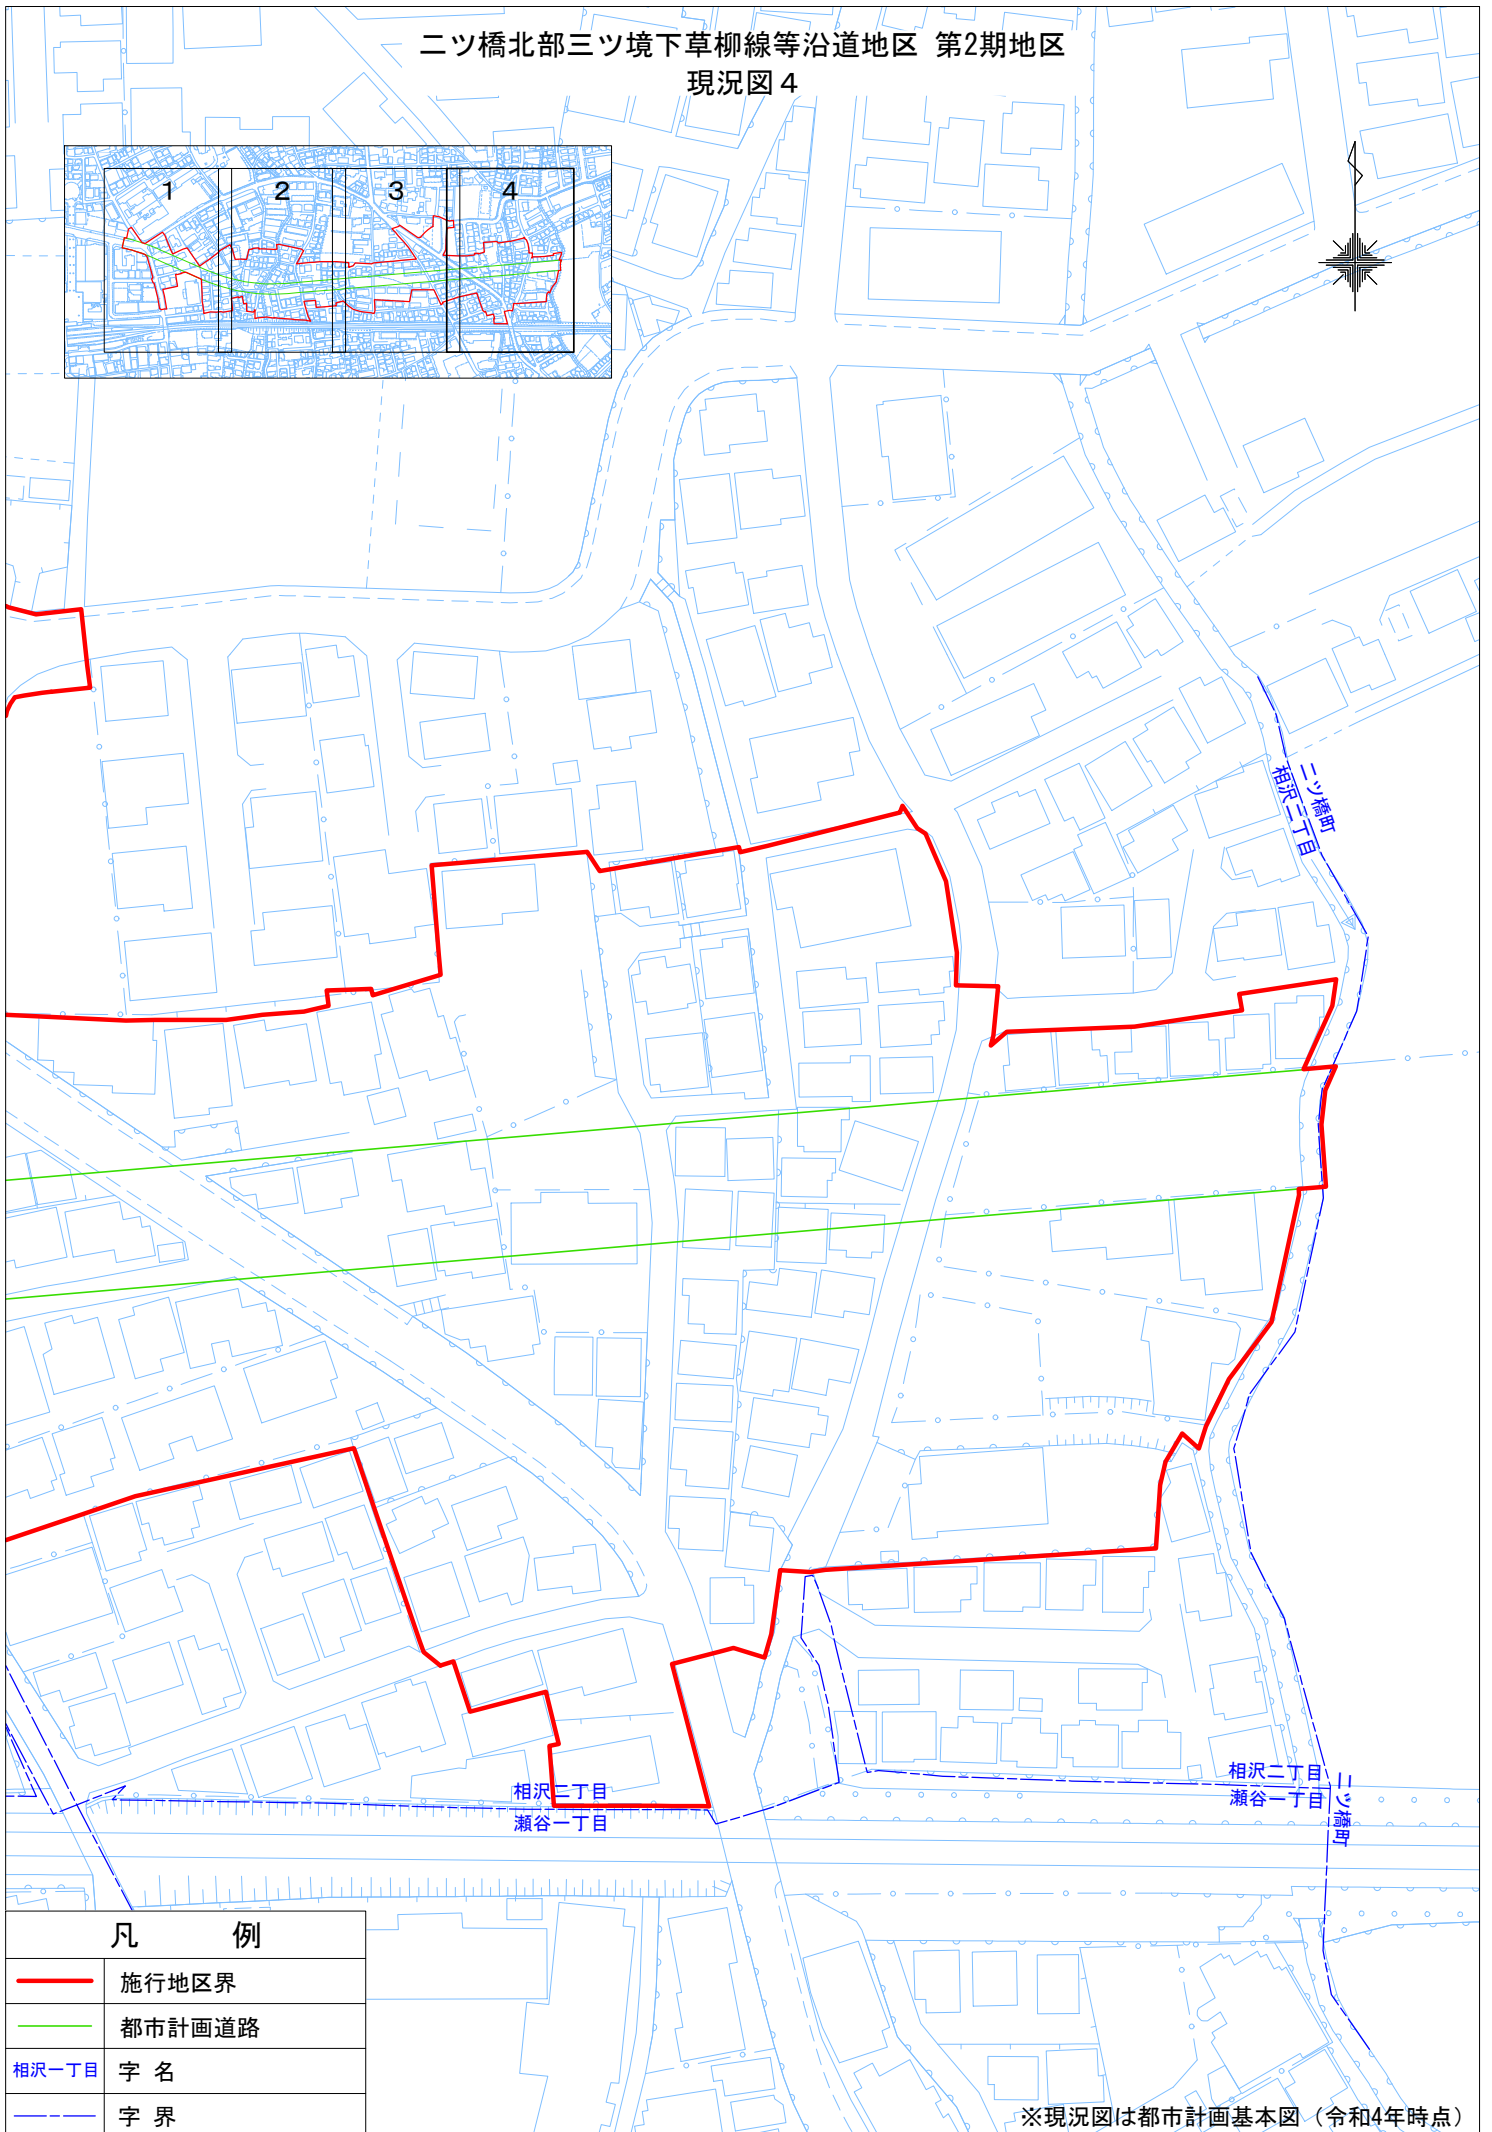 二ツ橋北部三ツ境下草柳線等沿道地区 第2期地区
現況図４
1
2
3
4
二ツ橋町
相沢二丁目
相沢二丁目
瀬谷一丁目
相沢二丁目
瀬谷一丁目
二ツ橋町
凡 例
施行地区界
都市計画道路
相沢一丁目 字 名
字 界
※現況図は都市計画基本図（令和4年時点）